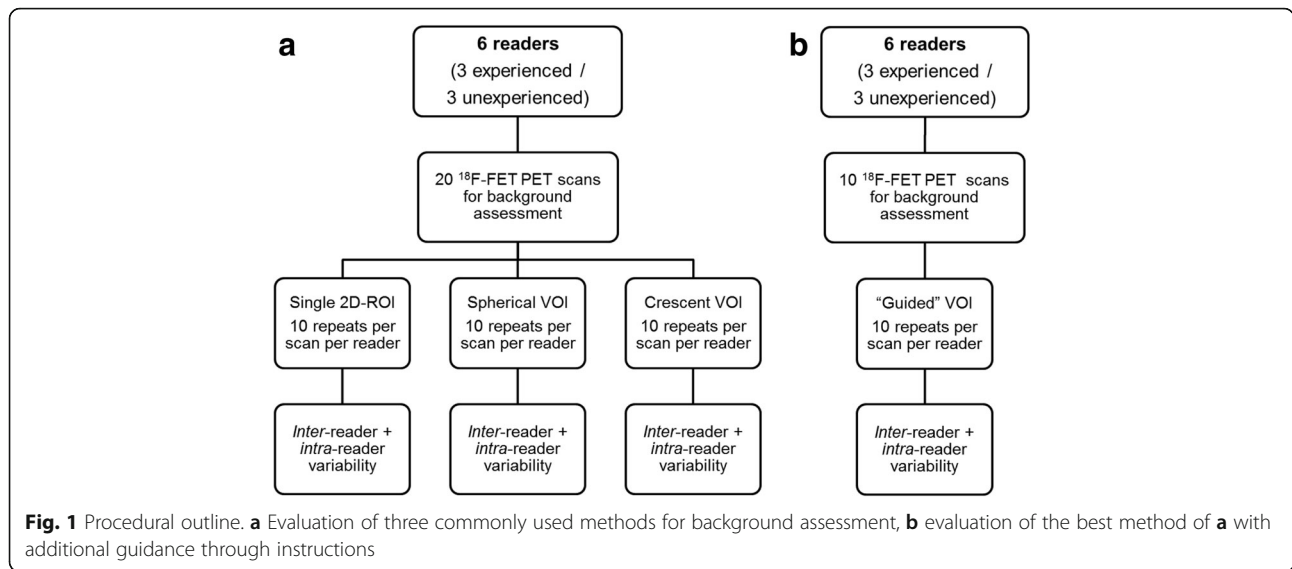 a
6 readers
(3 experienced /
3 unexperienced)
20 ¹⁸F-FET PET scans
for background
assessment
Single 2D-ROI
10 repeats per
scan per reader
Spherical VOI
10 repeats per
scan per reader
Crescent VOI
10 repeats per
scan per reader
Inter-reader +
intra-reader
variability
Inter-reader +
intra-reader
variability
Inter-reader +
intra-reader
variability
b
6 readers
(3 experienced /
3 unexperienced)
10 ¹⁸F-FET PET scans
for background
assessment
“Guided” VOI
10 repeats per
scan per reader
Inter-reader +
intra-reader
variability
Fig. 1 Procedural outline. a Evaluation of three commonly used methods for background assessment, b evaluation of the best method of a with
additional guidance through instructions